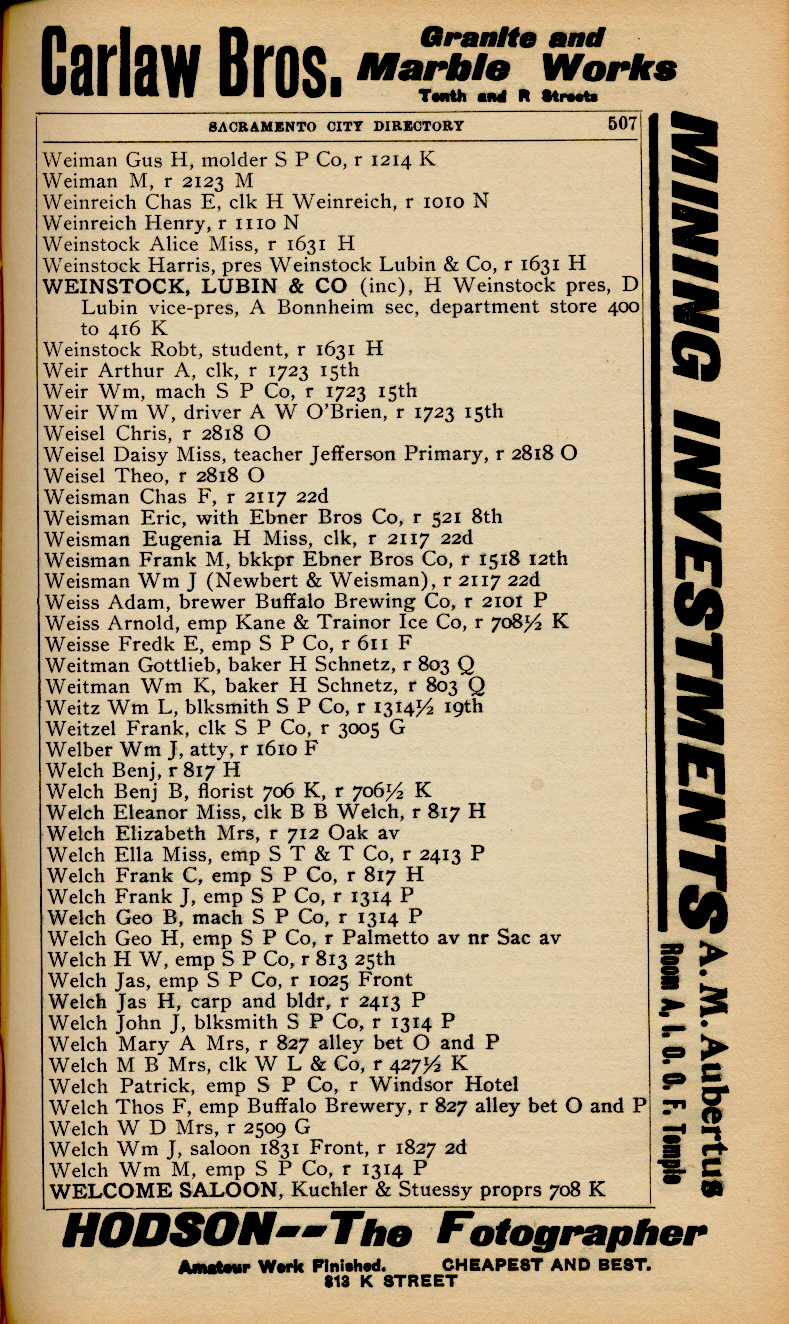 Carlaw Bros. Granite and
Marble Works
Tenth and R Streets
SACRAMENTO CITY DIRECTORY 507
Weiman Gus H, molder S P Co, r 1214 K
Weiman M, r 2123 M
Weinreich Chas E, clk H Weinreich, r 1010 N
Weinreich Henry, r 1110 N
Weinstock Alice Miss, r 1631 H
Weinstock Harris, pres Weinstock Lubin & Co, r 1631 H
WEINSTOCK, LUBIN & CO (inc), H Weinstock pres, D
Lubin vice-pres, A Bonnheim sec, department store 400
to 416 K
Weinstock Robt, student, r 1631 H
Weir Arthur A, clk, r 1723 15th
Weir Wm, mach S P Co, r 1723 15th
Weir Wm W, driver A W O'Brien, r 1723 15th
Weisel Chris, r 2818 O
Weisel Daisy Miss, teacher Jefferson Primary, r 2818 O
Weisel Theo, r 2818 O
Weisman Chas F, r 2117 22d
Weisman Eric, with Ebner Bros Co, r 521 8th
Weisman Eugenia H Miss, clk, r 2117 22d
Weisman Frank M, bkkpr Ebner Bros Co, r 1518 12th
Weisman Wm J (Newbert & Weisman), r 2117 22d
Weiss Adam, brewer Buffalo Brewing Co, r 2101 P
Weiss Arnold, emp Kane & Trainor Ice Co, r 708½ K
Weisse Fredk E, emp S P Co, r 611 F
Weitman Gottlieb, baker H Schnetz, r 803 Q
Weitman Wm K, baker H Schnetz, r 803 Q
Weitz Wm L, blksmith S P Co, r 1314½ 19th
Weitzel Frank, clk S P Co, r 3005 G
Welber Wm J, atty, r 1610 F
Welch Benj, r 817 H
Welch Benj B, florist 706 K, r 706½ K
Welch Eleanor Miss, clk B B Welch, r 817 H
Welch Elizabeth Mrs, r 712 Oak av
Welch Ella Miss, emp S T & T Co, r 2413 P
Welch Frank C, emp S P Co, r 817 H
Welch Frank J, emp S P Co, r 1314 P
Welch Geo B, mach S P Co, r 1314 P
Welch Geo H, emp S P Co, r Palmetto av nr Sac av
Welch H W, emp S P Co, r 813 25th
Welch Jas, emp S P Co, r 1025 Front
Welch Jas H, carp and bldr, r 2413 P
Welch John J, blksmith S P Co, r 1314 P
Welch Mary A Mrs, r 827 alley bet O and P
Welch M B Mrs, clk W L & Co, r 427½ K
Welch Patrick, emp S P Co, r Windsor Hotel
Welch Thos F, emp Buffalo Brewery, r 827 alley bet O and P
Welch W D Mrs, r 2509 G
Welch Wm J, saloon 1831 Front, r 1827 2d
Welch Wm M, emp S P Co, r 1314 P
WELCOME SALOON, Kuchler & Stuessy proprs 708 K
MINING INVESTMENTS A. M. Aubertus
Room A, I. O. O. F. Temple
HODSON--The Fotographer
Amateur Work Finished. CHEAPEST AND BEST.
813 K STREET